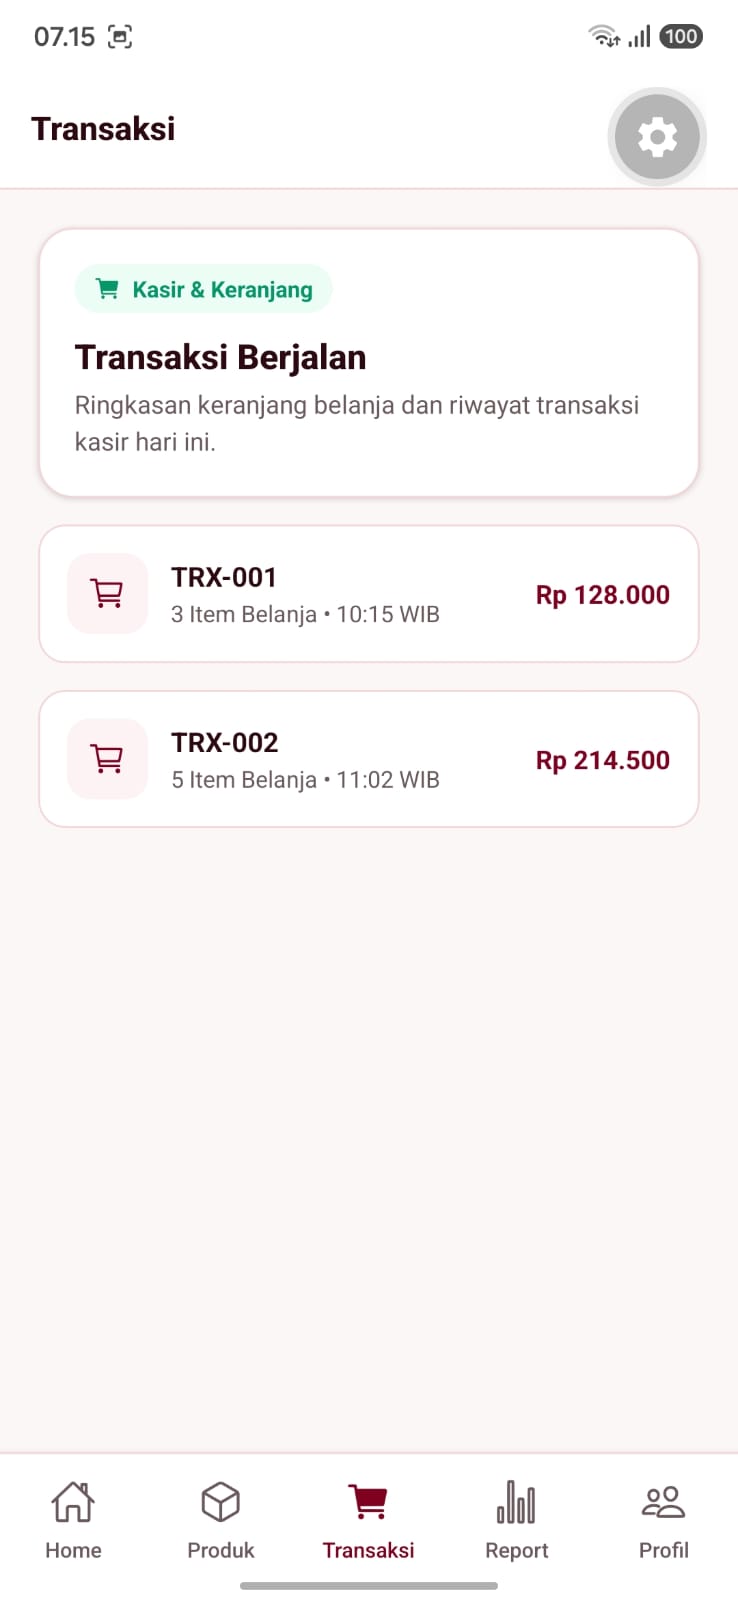 07.15
100
Transaksi
Kasir & Keranjang
Transaksi Berjalan
Ringkasan keranjang belanja dan riwayat transaksi
kasir hari ini.
TRX-001
3 Item Belanja • 10:15 WIB
Rp 128.000
TRX-002
5 Item Belanja • 11:02 WIB
Rp 214.500
Home
Produk
Transaksi
Report
Profil